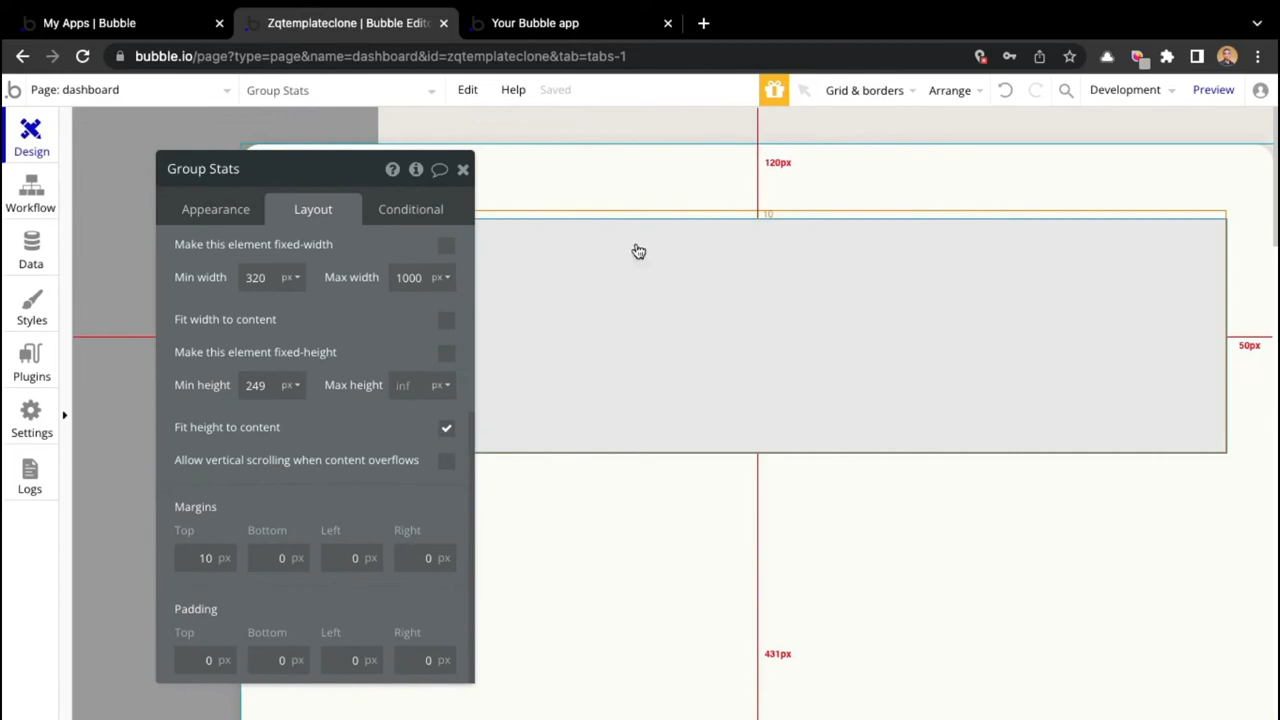 My Apps | Bubble
Zqtemplateclone | Bubble Edit
Your Bubble app
bubble.io/page?type=page&name=dashboard&id=zqtemplateclone&tab=tabs-1
Page: dashboard
Group Stats
Edit
Help
Saved
Grid & borders
Arrange
Development
Preview
Design
Workflow
Data
Styles
Plugins
Settings
Logs
Group Stats
Appearance
Layout
Conditional
Make this element fixed-width
Min width 320 px Max width 1000 px
Fit width to content
Make this element fixed-height
Min height 249 px Max height inf px
Fit height to content
Allow vertical scrolling when content overflows
Margins
Top Bottom Left Right
10 px 0 px 0 px 0 px
Padding
Top Bottom Left Right
0 px 0 px 0 px 0 px
120px
10
50px
431px